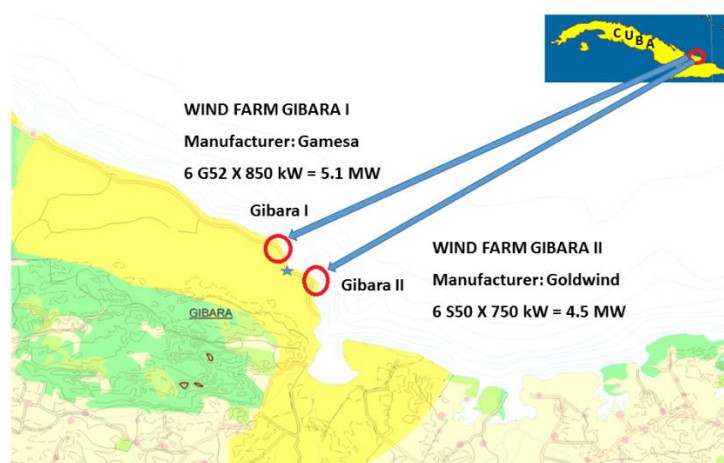 CUBA
WIND FARM GIBARA I
Manufacturer: Gamesa
6 G52 X 850 kW = 5.1 MW
Gibara I
WIND FARM GIBARA II
Manufacturer: Goldwind
6 S50 X 750 kW = 4.5 MW
Gibara II
GIBARA